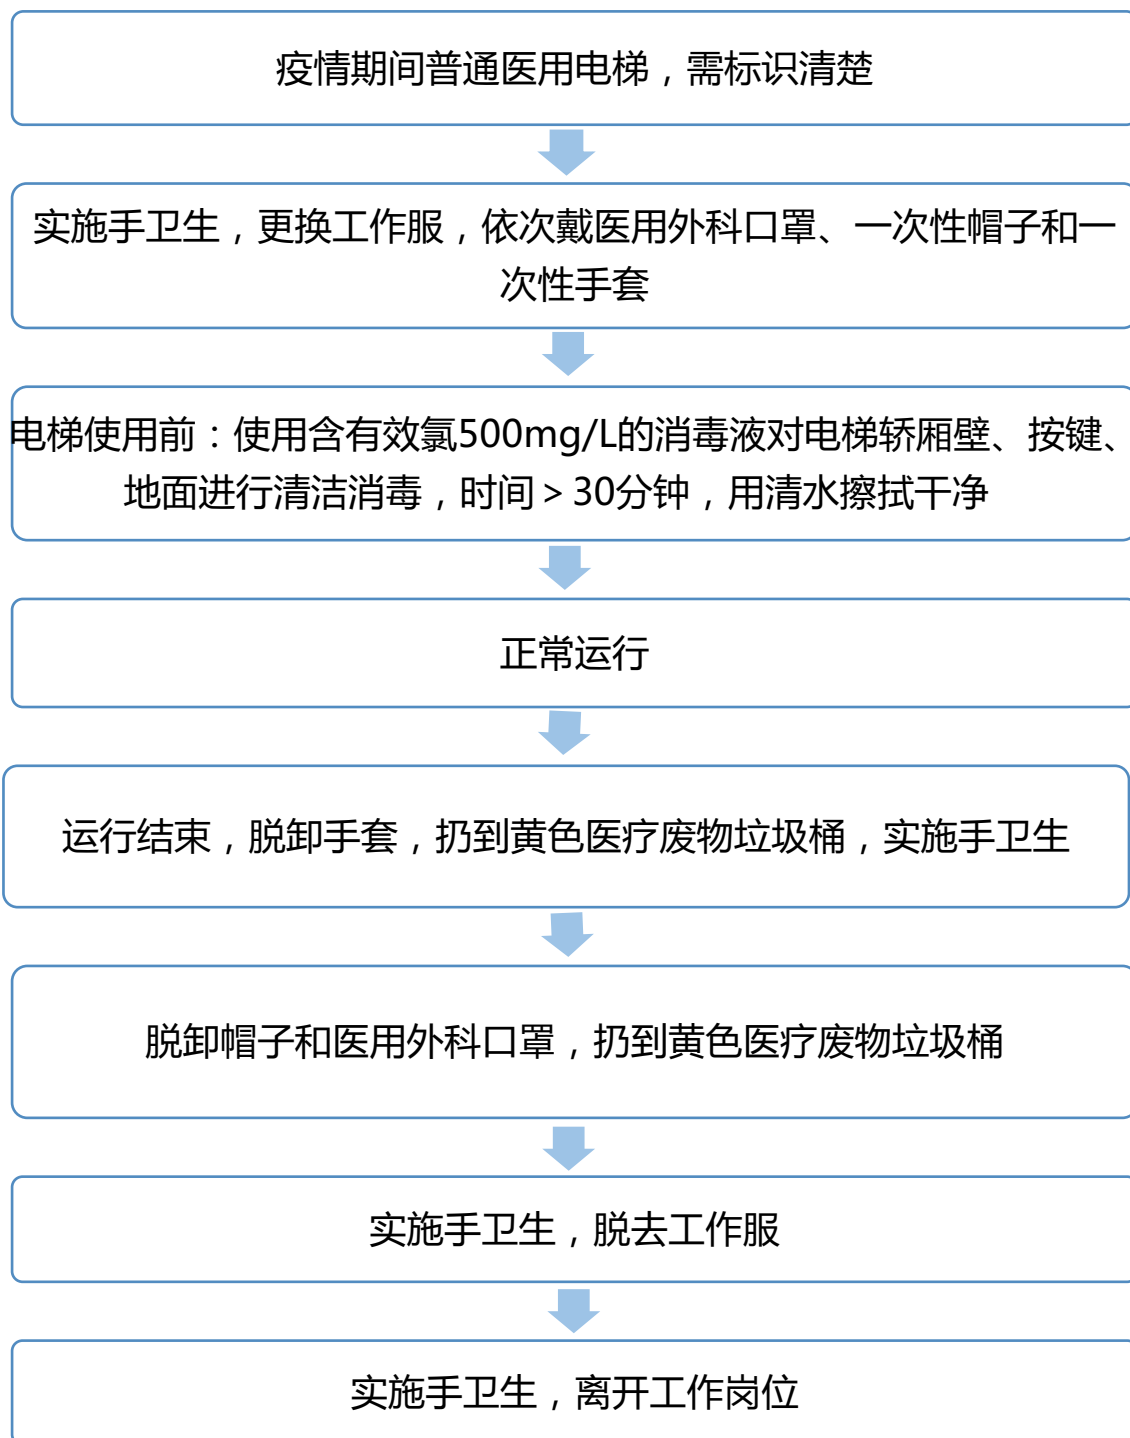 疫情期间普通医用电梯，需标识清楚
实施手卫生，更换工作服，依次戴医用外科口罩、一次性帽子和一
次性手套
电梯使用前：使用含有效氯500mg/L的消毒液对电梯轿厢壁、按键、
地面进行清洁消毒，时间＞30分钟，用清水擦拭干净
正常运行
运行结束，脱卸手套，扔到黄色医疗废物垃圾桶，实施手卫生
脱卸帽子和医用外科口罩，扔到黄色医疗废物垃圾桶
实施手卫生，脱去工作服
实施手卫生，离开工作岗位